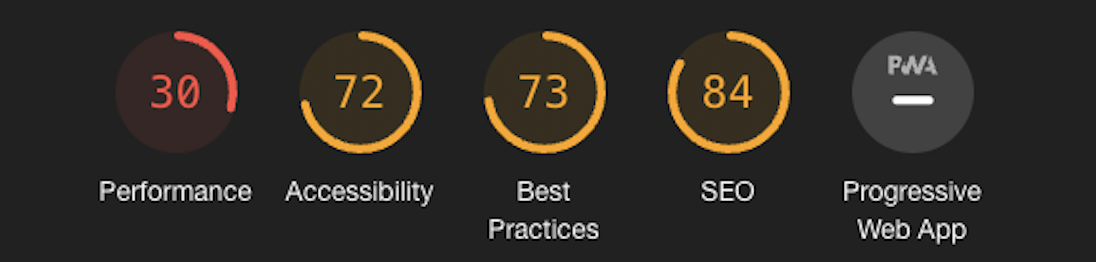 30
72
73
84
PWA
Performance
Accessibility
Best
Practices
SEO
Progressive
Web App